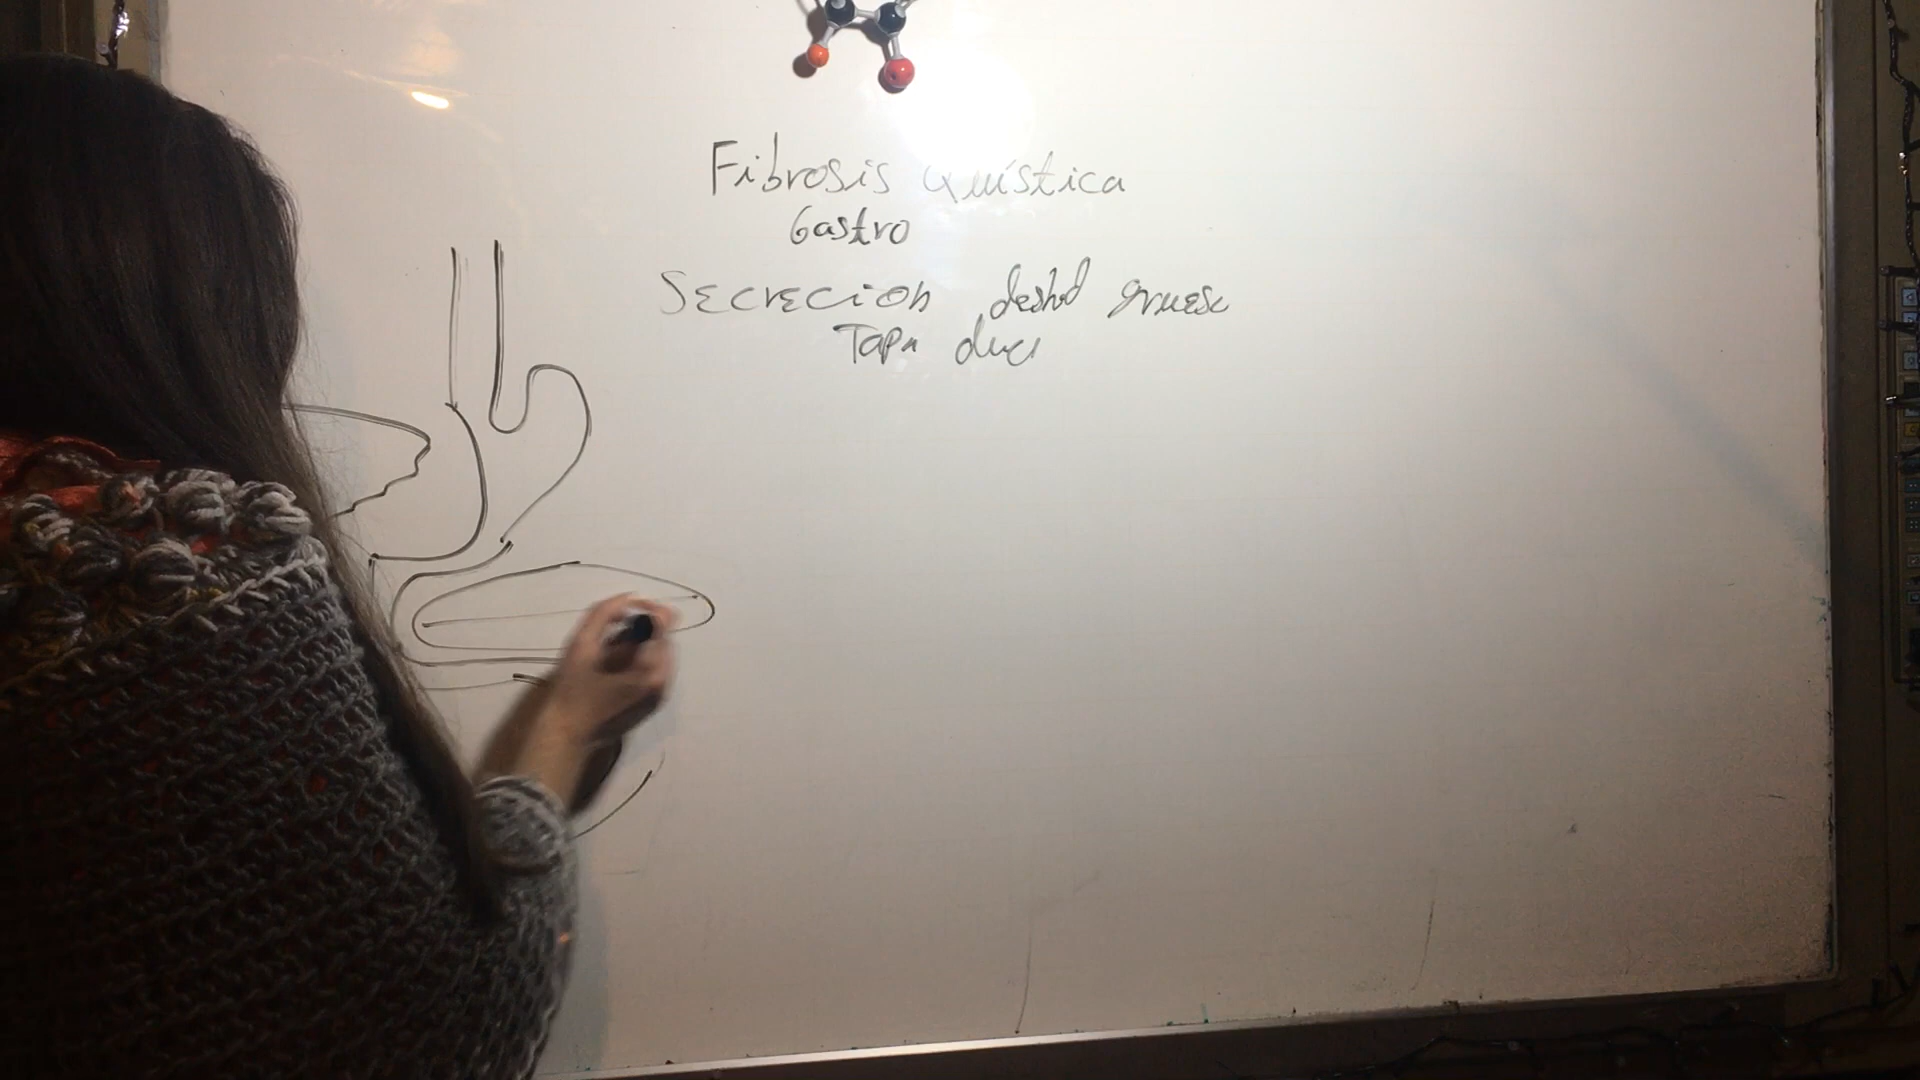 Fibrosis Quística
Gastro
Secrecion deshid gruesa
Tapa duc